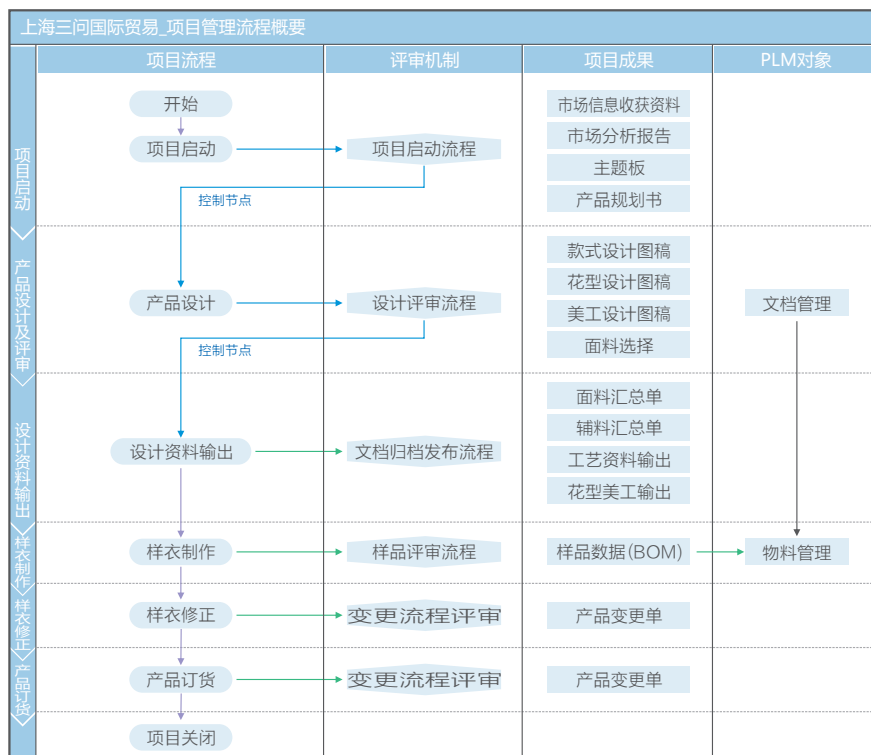 上海三问国际贸易_项目管理流程概要
项目流程
评审机制
项目成果
PLM对象
项目启动
开始
项目启动
项目启动流程
控制节点
市场信息收获资料
市场分析报告
主题板
产品规划书
产品设计及评审
产品设计
设计评审流程
控制节点
款式设计图稿
花型设计图稿
美工设计图稿
面料选择
文档管理
设计资料输出
设计资料输出
文档归档发布流程
面料汇总单
辅料汇总单
工艺资料输出
花型美工输出
样衣制作
样衣制作
样品评审流程
样品数据(BOM)
物料管理
样衣修正
样衣修正
变更流程评审
产品变更单
产品订货
产品订货
变更流程评审
产品变更单
项目关闭